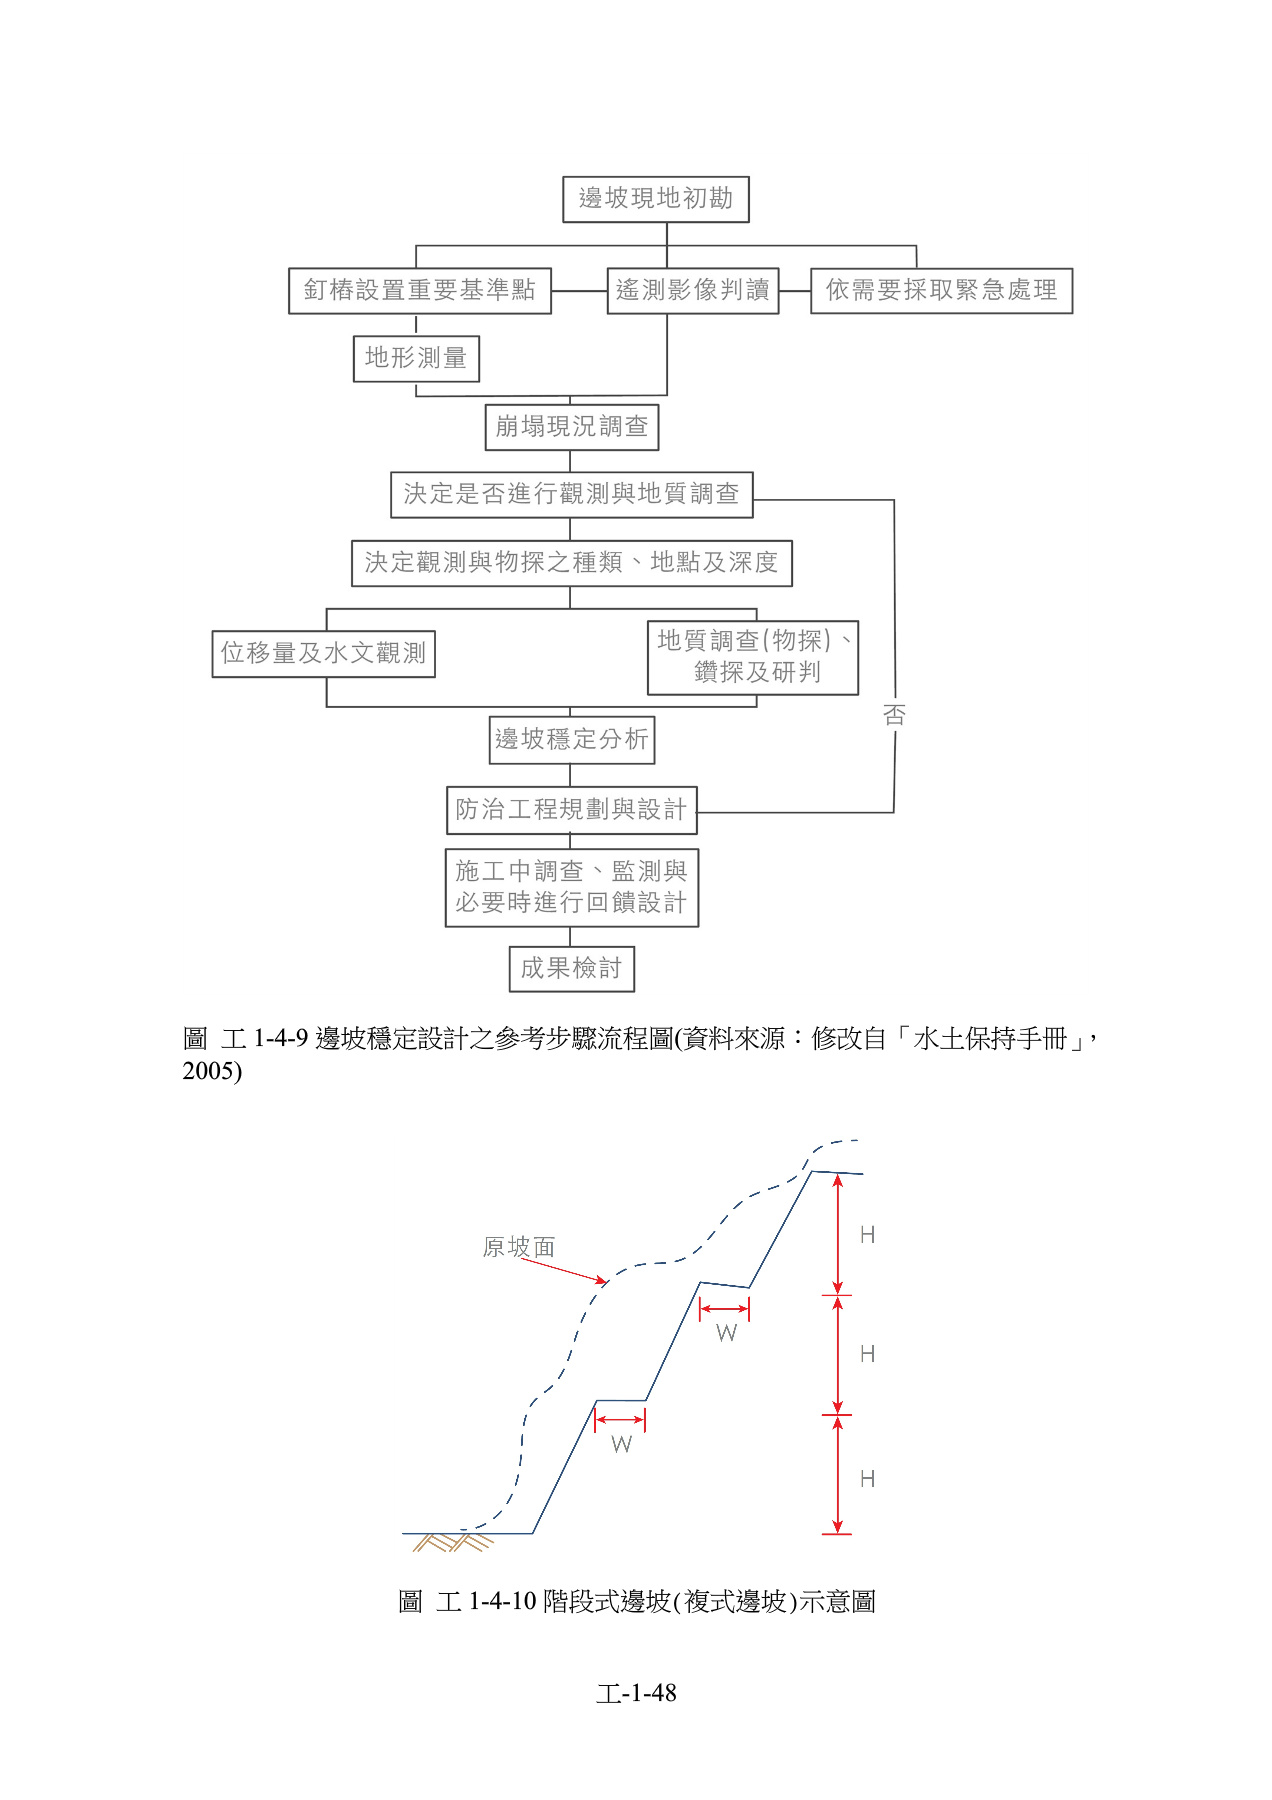 邊坡現地初勘
釘樁設置重要基準點
遙測影像判讀
依需要採取緊急處理
地形測量
崩塌現況調查
決定是否進行觀測與地質調查
決定觀測與物探之種類、地點及深度
位移量及水文觀測
地質調查(物探)、
鑽探及研判
否
邊坡穩定分析
防治工程規劃與設計
施工中調查、監測與
必要時進行回饋設計
成果檢討
圖 工 1-4-9 邊坡穩定設計之參考步驟流程圖(資料來源：修改自「水土保持手冊」，
2005)
原坡面
H
W
H
W
H
圖 工 1-4-10 階段式邊坡(複式邊坡)示意圖
工-1-48